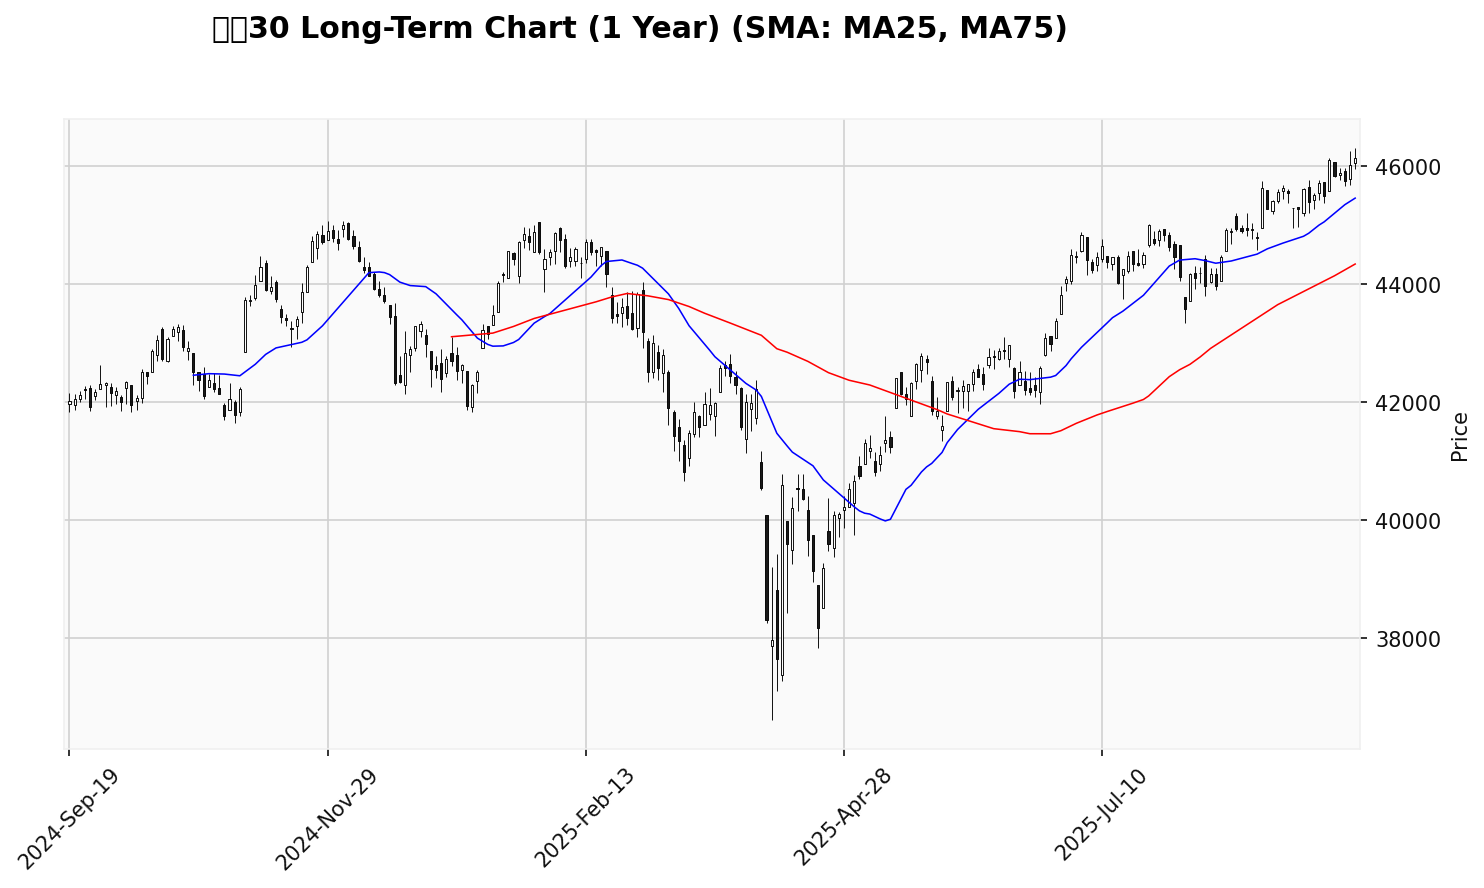 30 Long-Term Chart (1 Year) (SMA: MA25, MA75)
46000
44000
42000
40000
38000
Price
2024-Sep-19
2024-Nov-29
2025-Feb-13
2025-Apr-28
2025-Jul-10